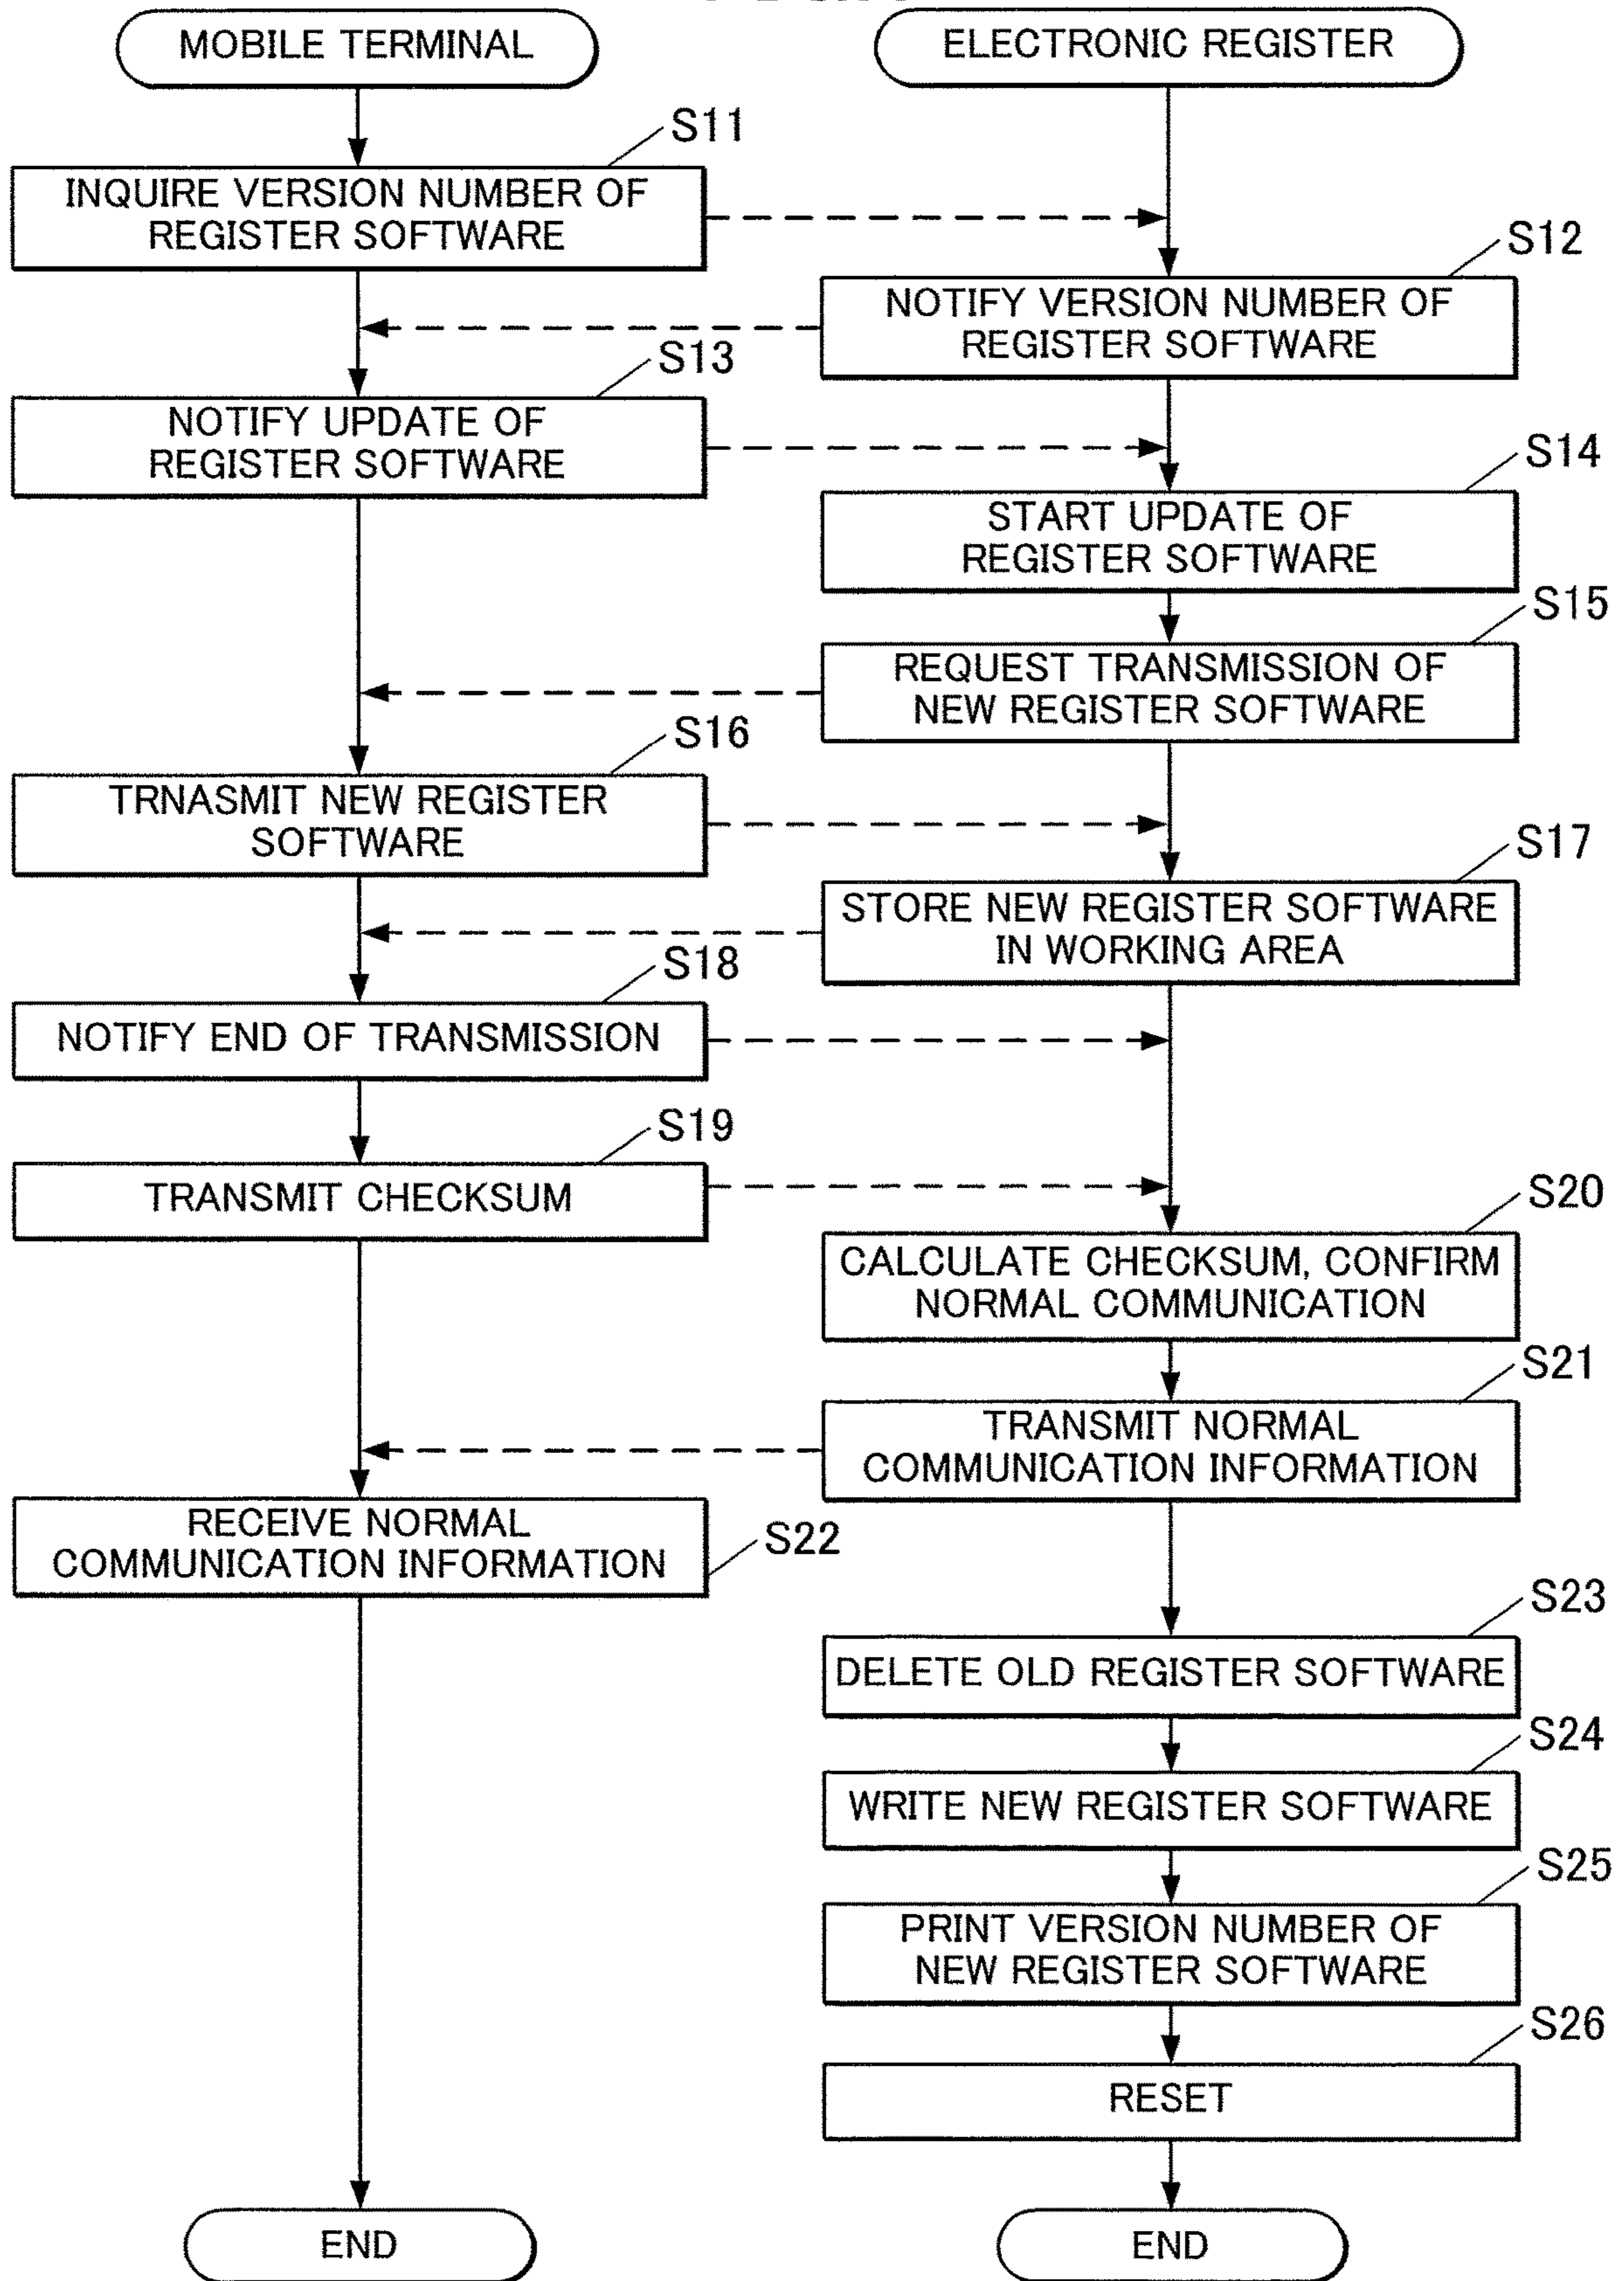 MOBILE TERMINAL
ELECTRONIC REGISTER
S11
INQUIRE VERSION NUMBER OF
REGISTER SOFTWARE
S12
NOTIFY VERSION NUMBER OF
REGISTER SOFTWARE
S13
NOTIFY UPDATE OF
REGISTER SOFTWARE
S14
START UPDATE OF
REGISTER SOFTWARE
S15
REQUEST TRANSMISSION OF
NEW REGISTER SOFTWARE
S16
TRNASMIT NEW REGISTER
SOFTWARE
S17
STORE NEW REGISTER SOFTWARE
IN WORKING AREA
S18
NOTIFY END OF TRANSMISSION
S19
TRANSMIT CHECKSUM
S20
CALCULATE CHECKSUM, CONFIRM
NORMAL COMMUNICATION
S21
TRANSMIT NORMAL
COMMUNICATION INFORMATION
RECEIVE NORMAL
COMMUNICATION INFORMATION
S22
S23
DELETE OLD REGISTER SOFTWARE
S24
WRITE NEW REGISTER SOFTWARE
S25
PRINT VERSION NUMBER OF
NEW REGISTER SOFTWARE
S26
RESET
END
END